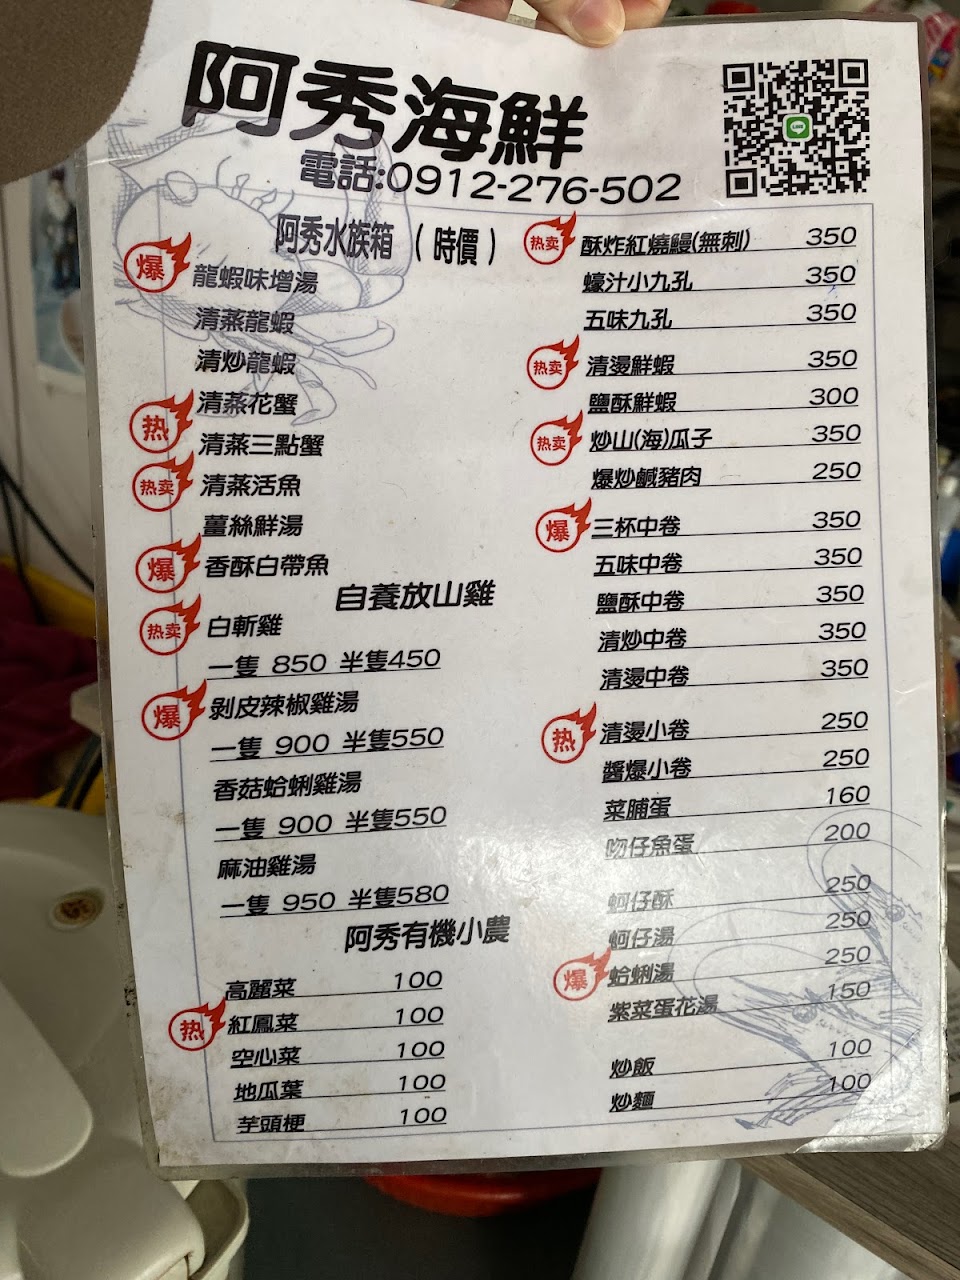 阿秀海鮮
電話:0912-276-502
LINE
阿秀水族箱 ( 時價 )
爆 龍蝦味增湯
清蒸龍蝦
清炒龍蝦
清蒸花蟹
热 清蒸三點蟹
热卖 清蒸活魚
薑絲鮮湯
爆 香酥白帶魚
自養放山雞
热卖 白斬雞
一隻 850 半隻450
爆 剝皮辣椒雞湯
一隻 900 半隻550
香菇蛤蜊雞湯
一隻 900 半隻550
麻油雞湯
一隻 950 半隻580
阿秀有機小農
高麗菜 100
热 紅鳳菜 100
空心菜 100
地瓜葉 100
芋頭梗 100
热卖 酥炸紅燒鰻(無刺) 350
蠔汁小九孔 350
五味九孔 350
热卖 清燙鮮蝦 350
鹽酥鮮蝦 300
热卖 炒山(海)瓜子 350
爆炒鹹豬肉 250
爆 三杯中卷 350
五味中卷 350
鹽酥中卷 350
清炒中卷 350
清燙中卷 350
热 清燙小卷 250
醬爆小卷 250
菜脯蛋 160
吻仔魚蛋 200
蚵仔酥 250
蚵仔湯 250
爆 蛤蜊湯 250
紫菜蛋花湯 150
炒飯 100
炒麵 100